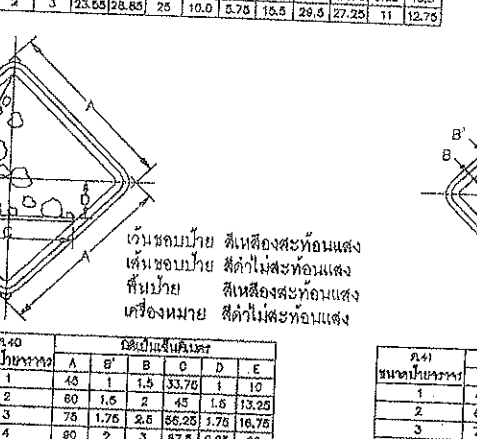 2 3 23.55 28.85 25 10.0 5.75 15.5 29.5 27.25 11 12.75
A
B'
B
D
C
A
เว้นขอบป้าย สีเหลืองสะท้อนแสง
เส้นขอบป้าย สีดำไม่สะท้อนแสง
พื้นป้าย สีเหลืองสะท้อนแสง
เครื่องหมาย สีดำไม่สะท้อนแสง
ต.40 มิติเป็นเซ็นติเมตร
ป้ายจราจร A B' B C D E
1 45 1 1.5 33.75 1 10
2 60 1.5 2 45 1.5 13.25
3 75 1.75 2.5 56.25 1.75 16.75
4 90 2 3 67.5
ต.41
ขนาดป้ายจราจร
1
2
3